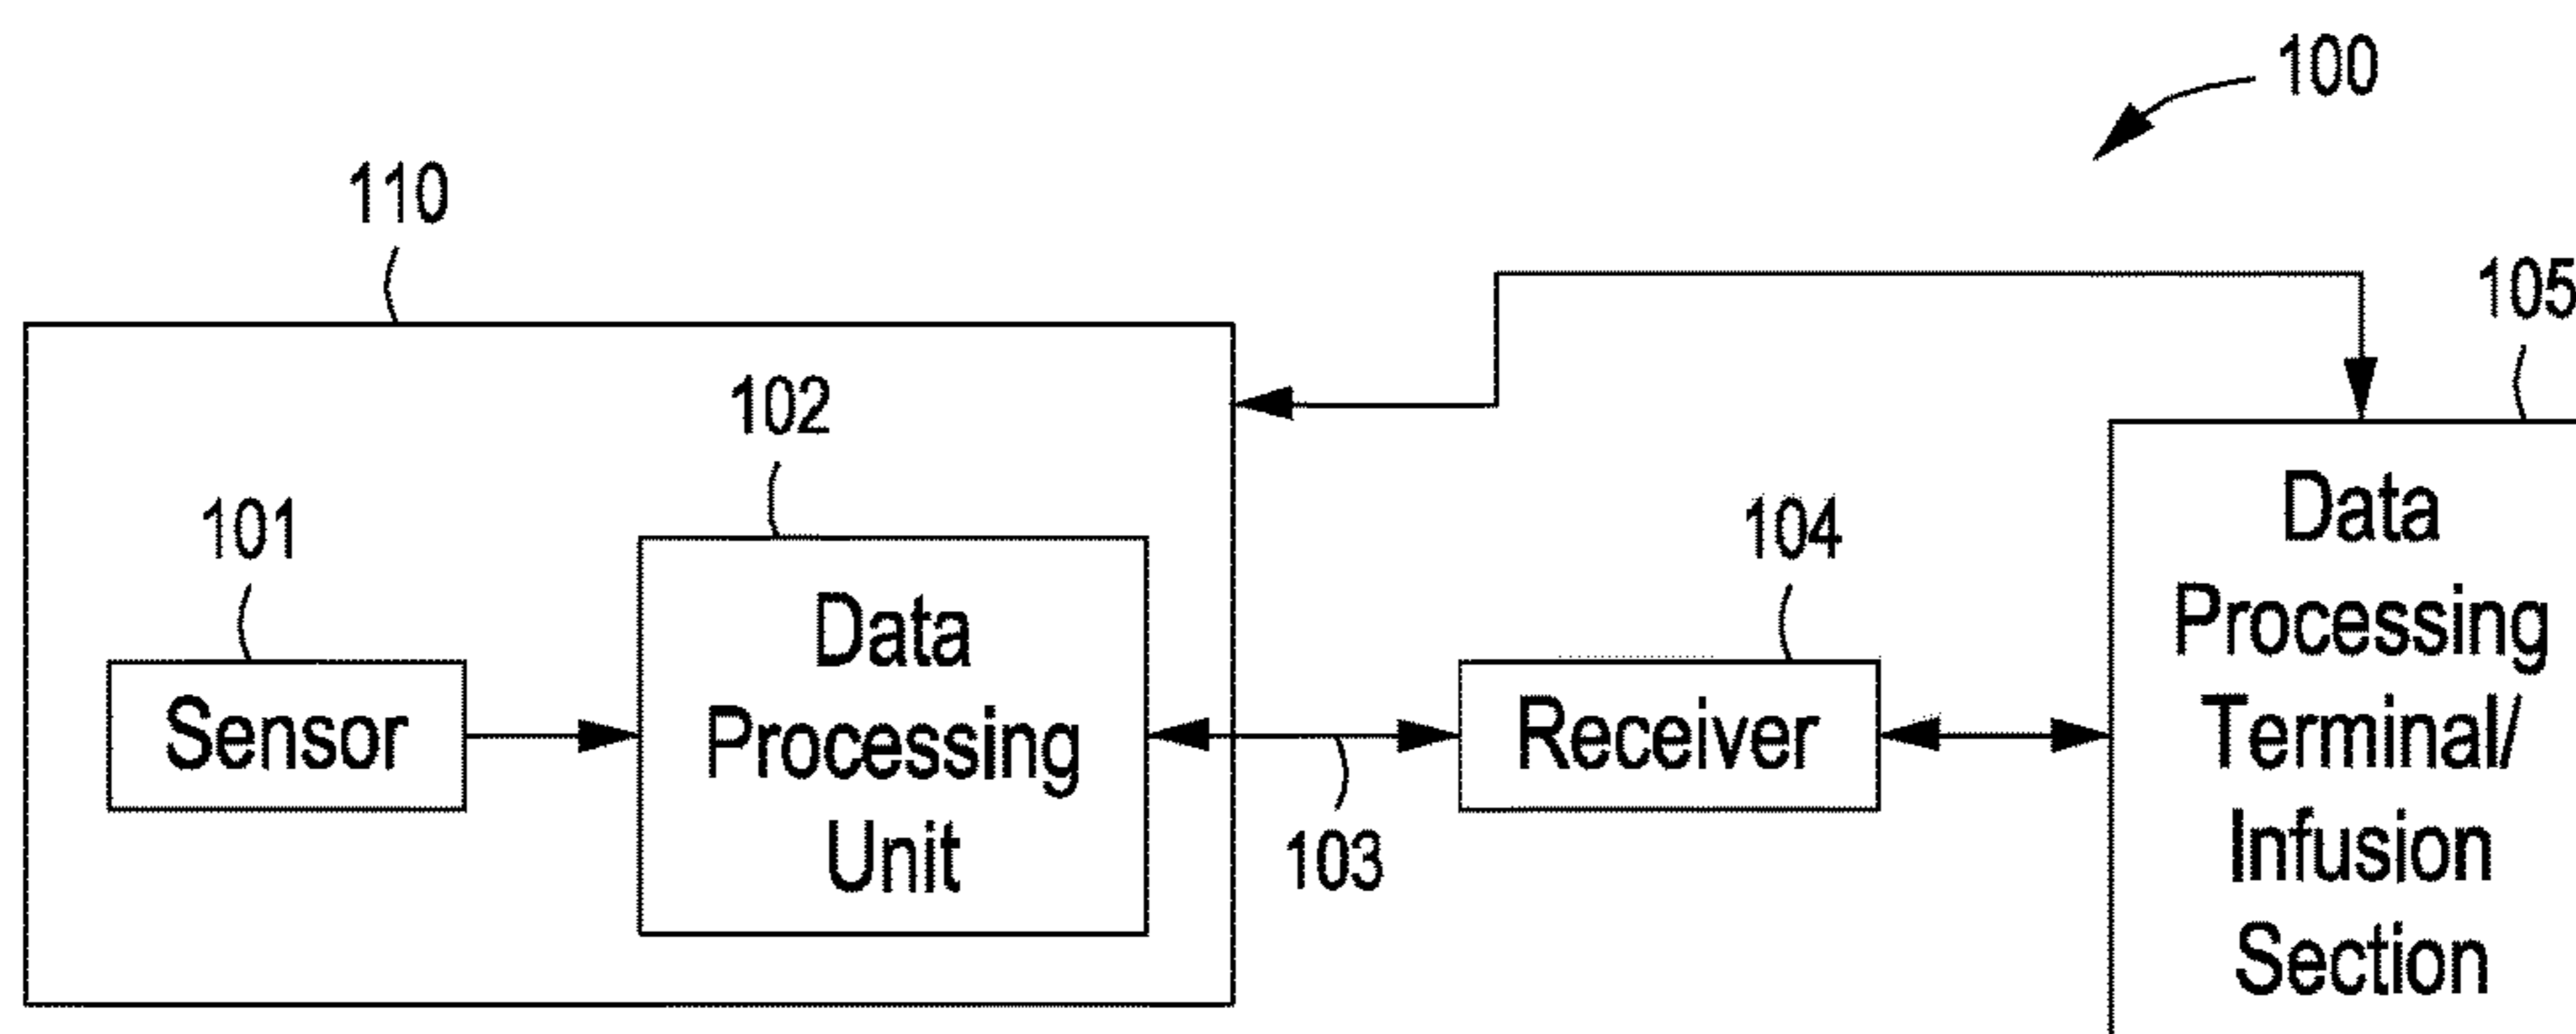 100
110
105
102
101
104
Data
Processing
Unit
Sensor
Receiver
103
Data
Processing
Terminal/
Infusion
Section